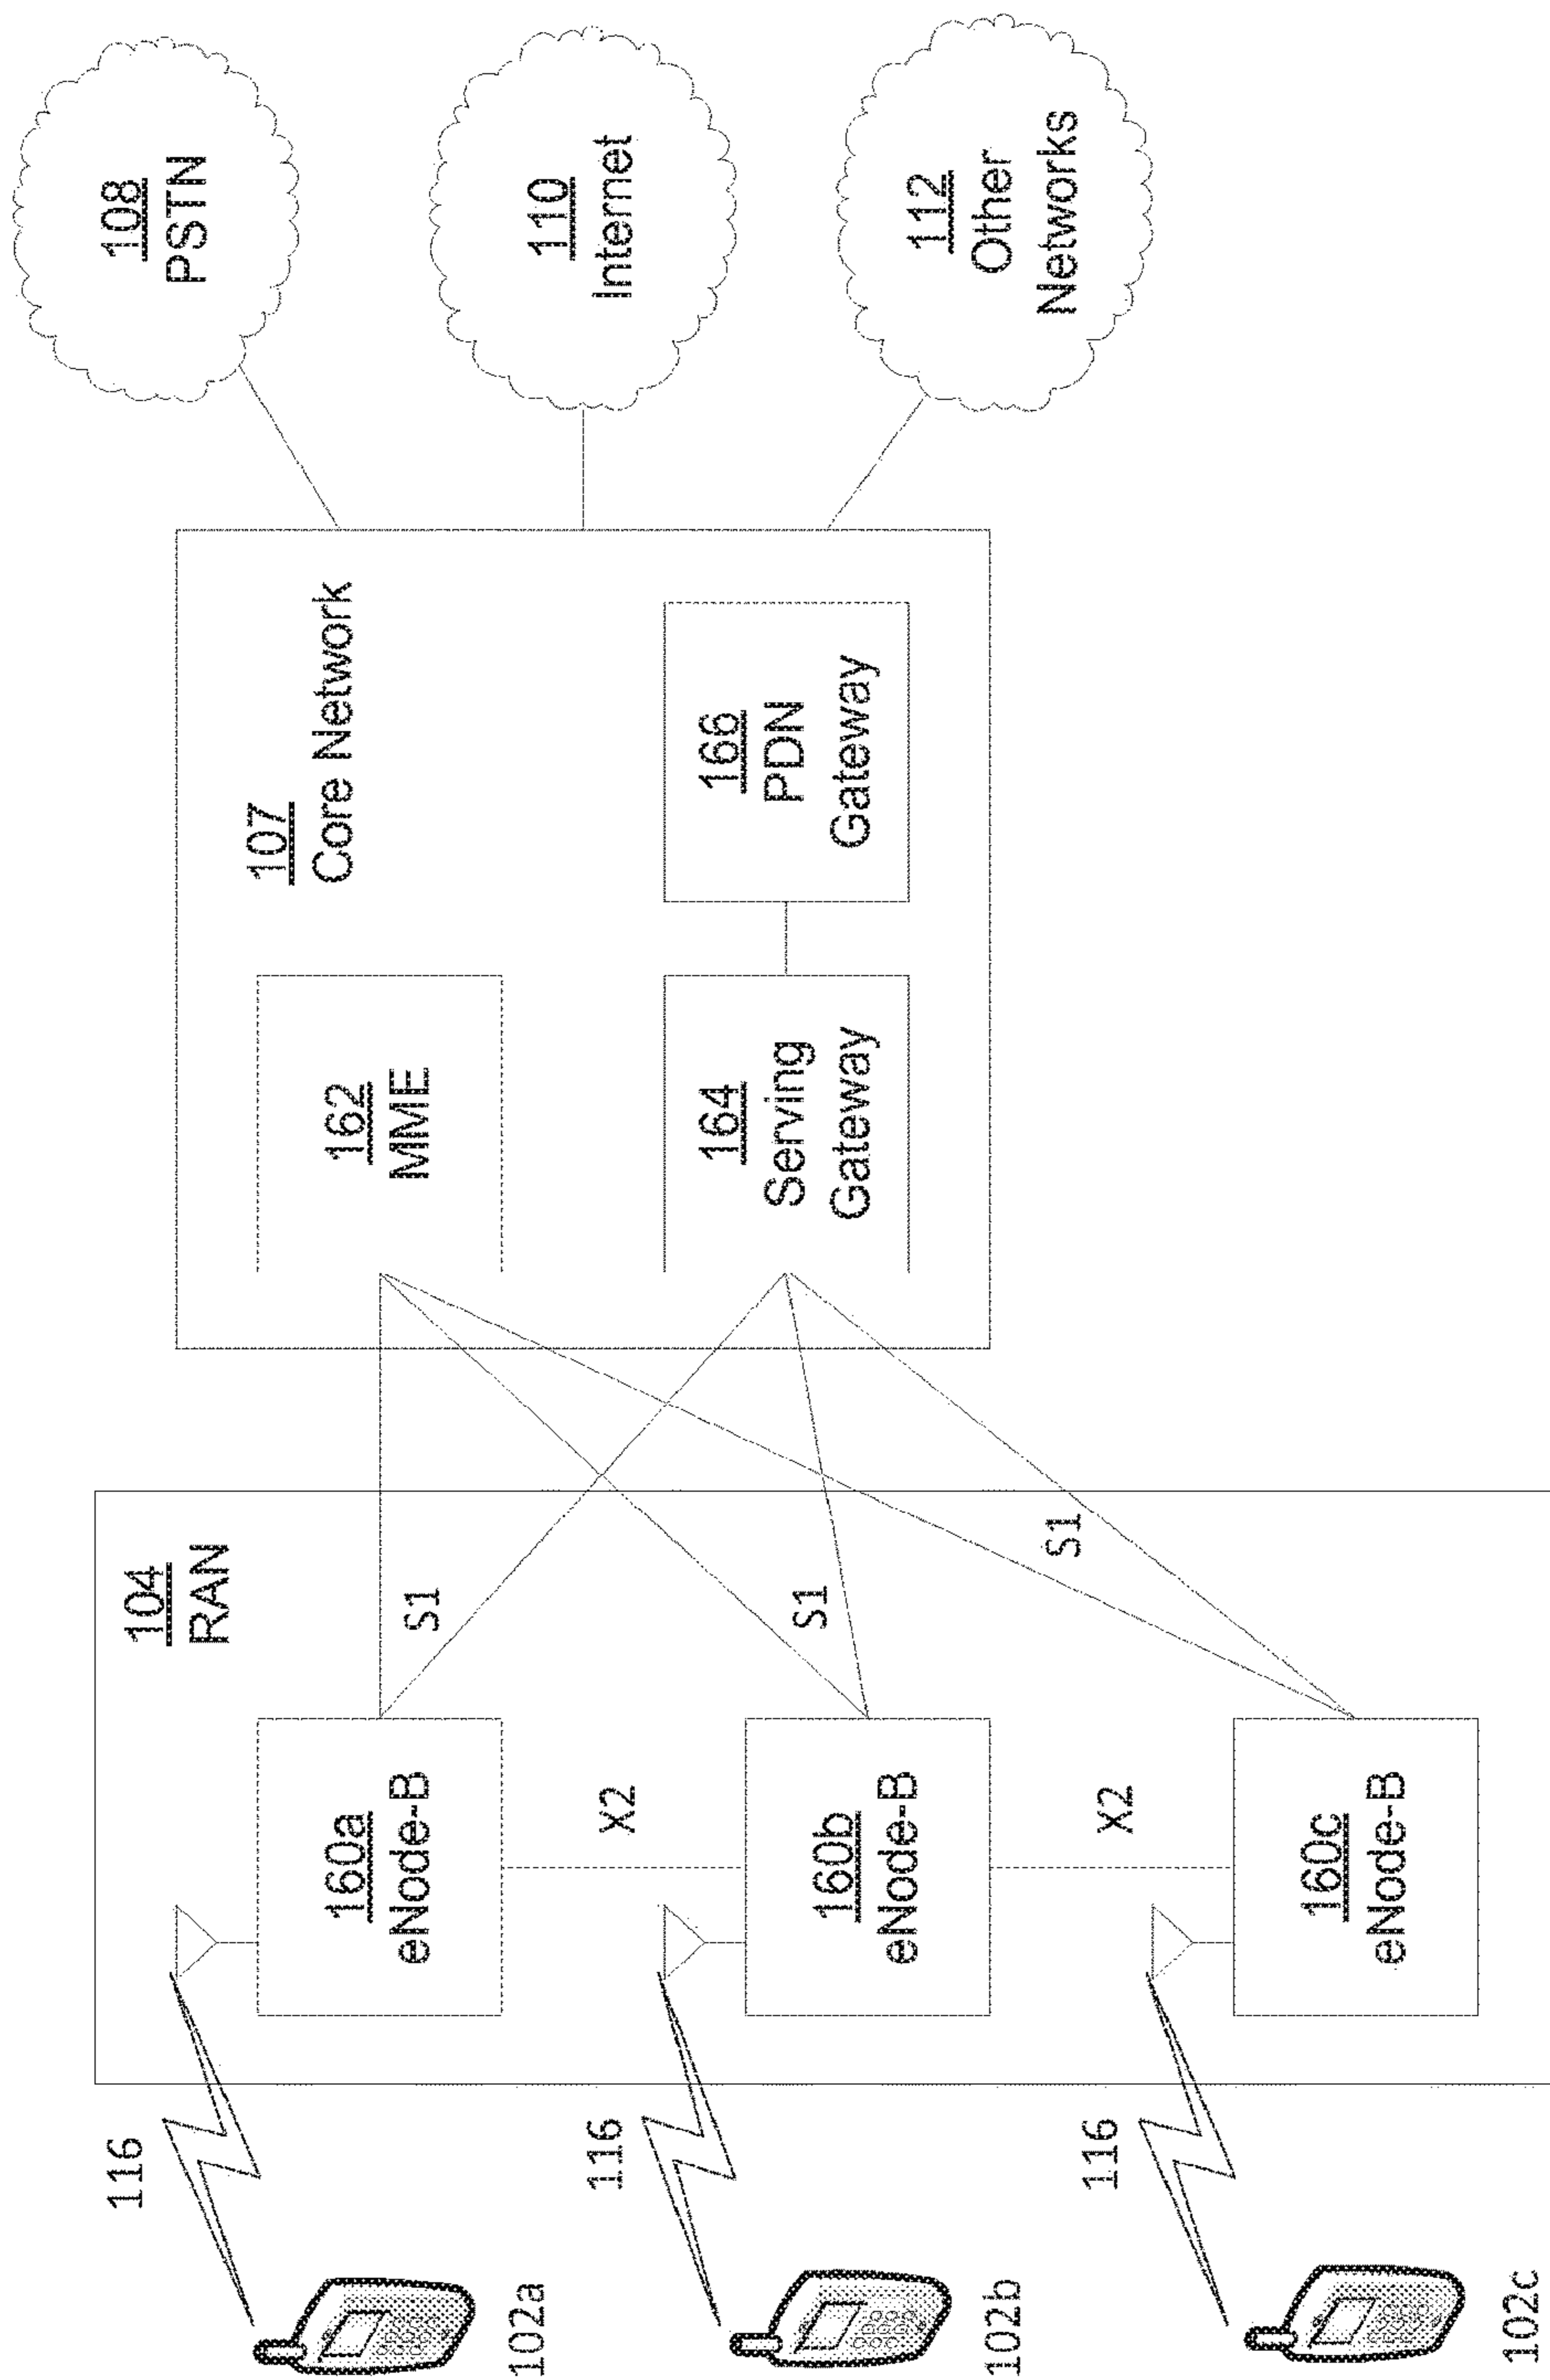 116
102a
116
102b
116
102c
104
RAN
160a
eNode-B
X2
160b
eNode-B
X2
160c
eNode-B
S1
S1
S1
107
Core Network
162
MME
164
Serving
Gateway
166
PDN
Gateway
108
PSTN
110
Internet
112
Other
Networks